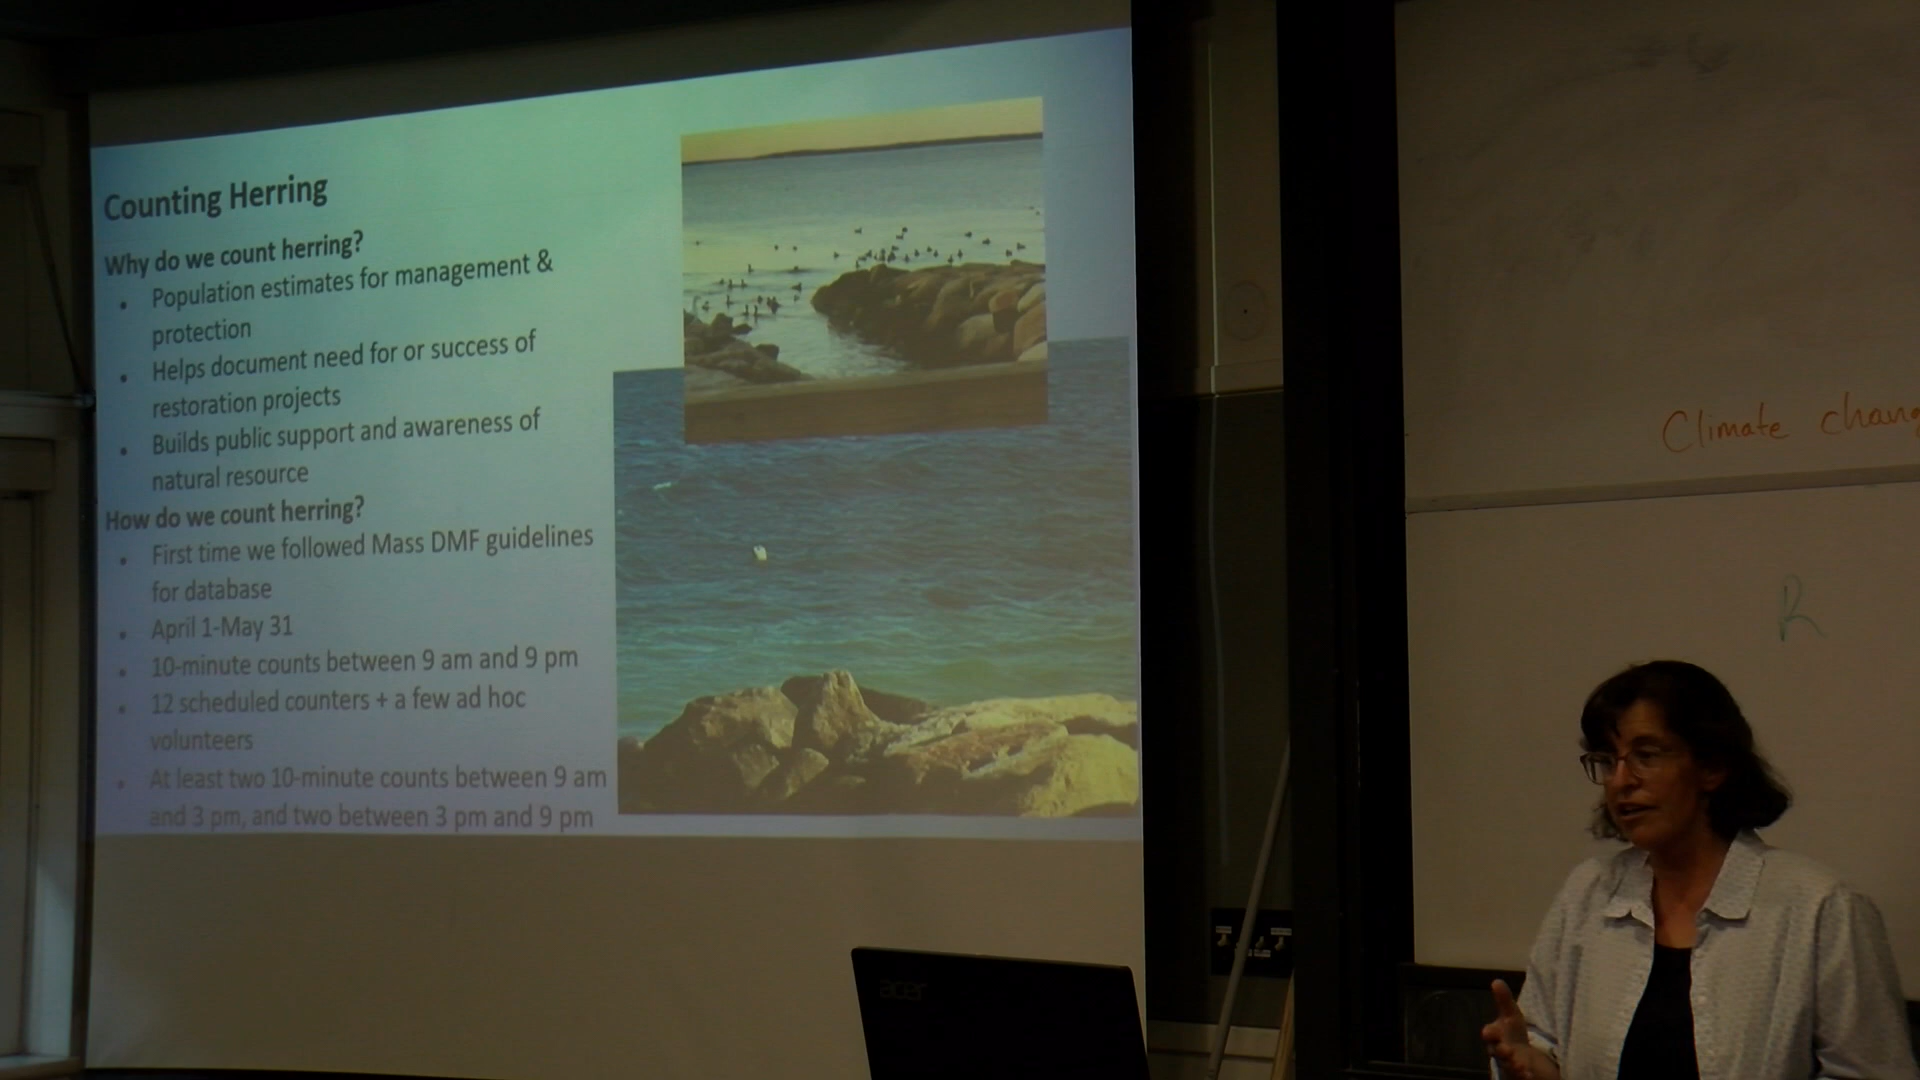 Counting Herring
Why do we count herring?
• Population estimates for management &
protection
• Helps document need for or success of
restoration projects
• Builds public support and awareness of
natural resource
How do we count herring?
• First time we followed Mass DMF guidelines
for database
• April 1-May 31
• 10-minute counts between 9 am and 9 pm
• 12 scheduled counters + a few ad hoc
volunteers
• At least two 10-minute counts between 9 am
and 3 pm, and two between 3 pm and 9 pm
Climate chang
R
acer